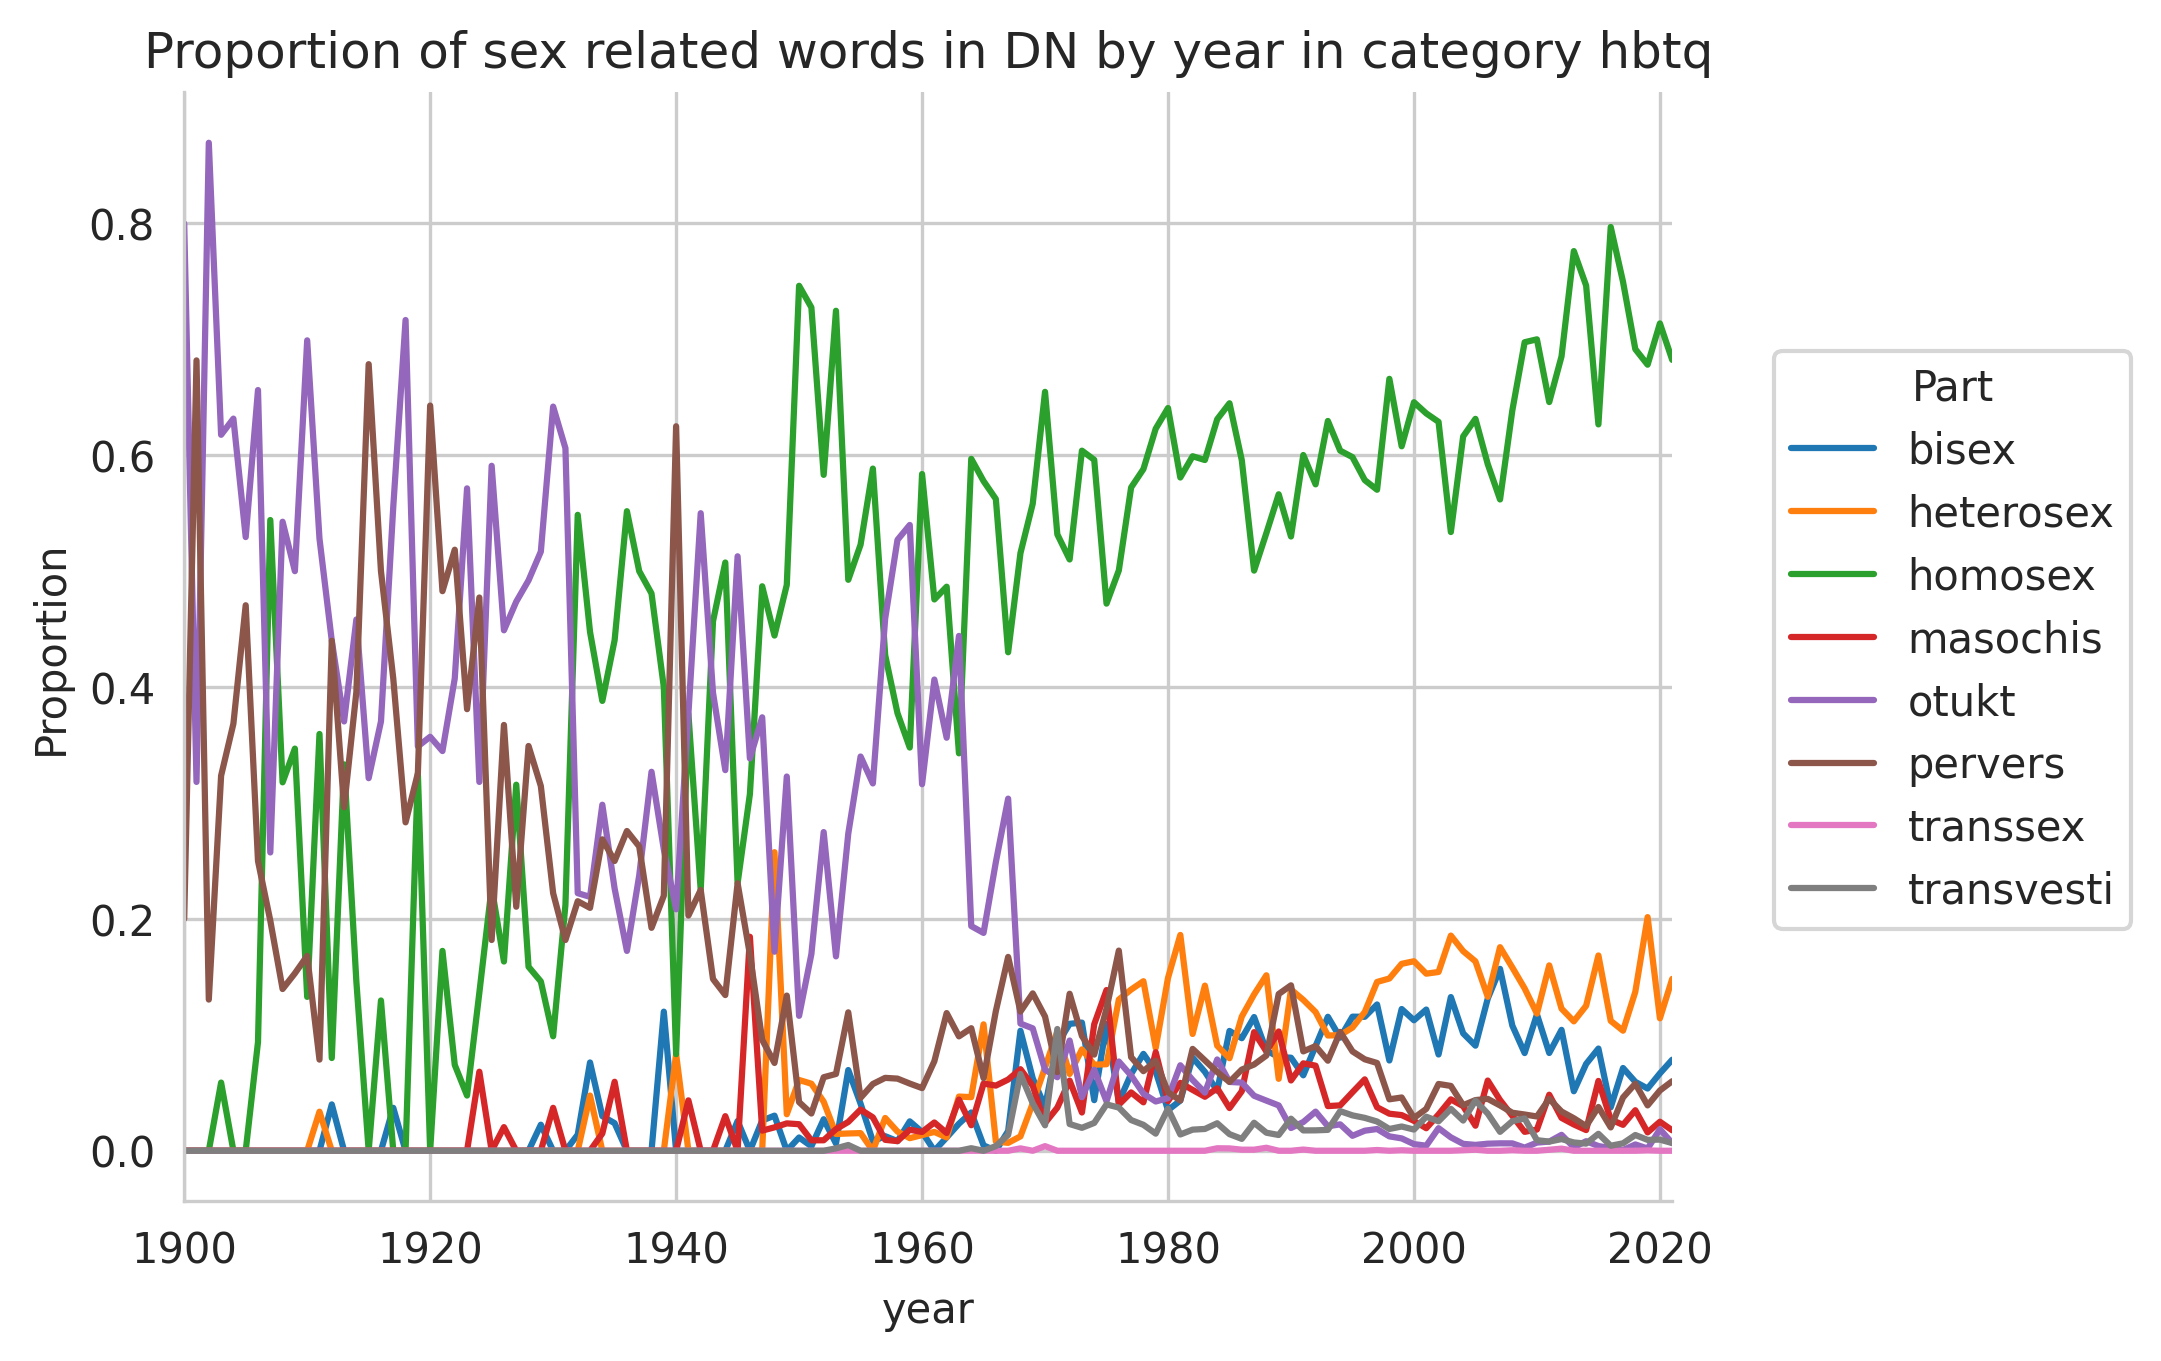 Proportion of sex related words in DN by year in category hbtq
Proportion
0.8
0.6
0.4
0.2
0.0
1900 1920 1940 1960 1980 2000 2020
year
Part
bisex
heterosex
homosex
masochis
otukt
pervers
transsex
transvesti